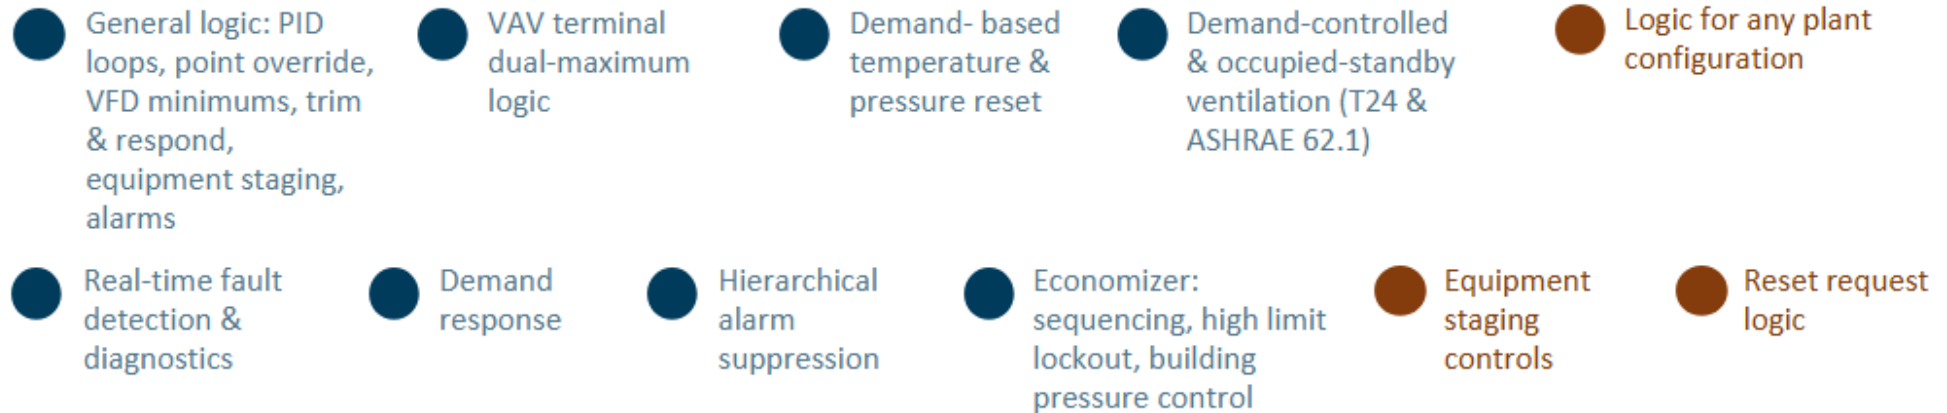 General logic: PID
loops, point override,
VFD minimums, trim
& respond,
equipment staging,
alarms
VAV terminal
dual-maximum
logic
Demand- based
temperature &
pressure reset
Demand-controlled
& occupied-standby
ventilation (T24 &
ASHRAE 62.1)
Logic for any plant
configuration
Real-time fault
detection &
diagnostics
Demand
response
Hierarchical
alarm
suppression
Economizer:
sequencing, high limit
lockout, building
pressure control
Equipment
staging
controls
Reset request
logic